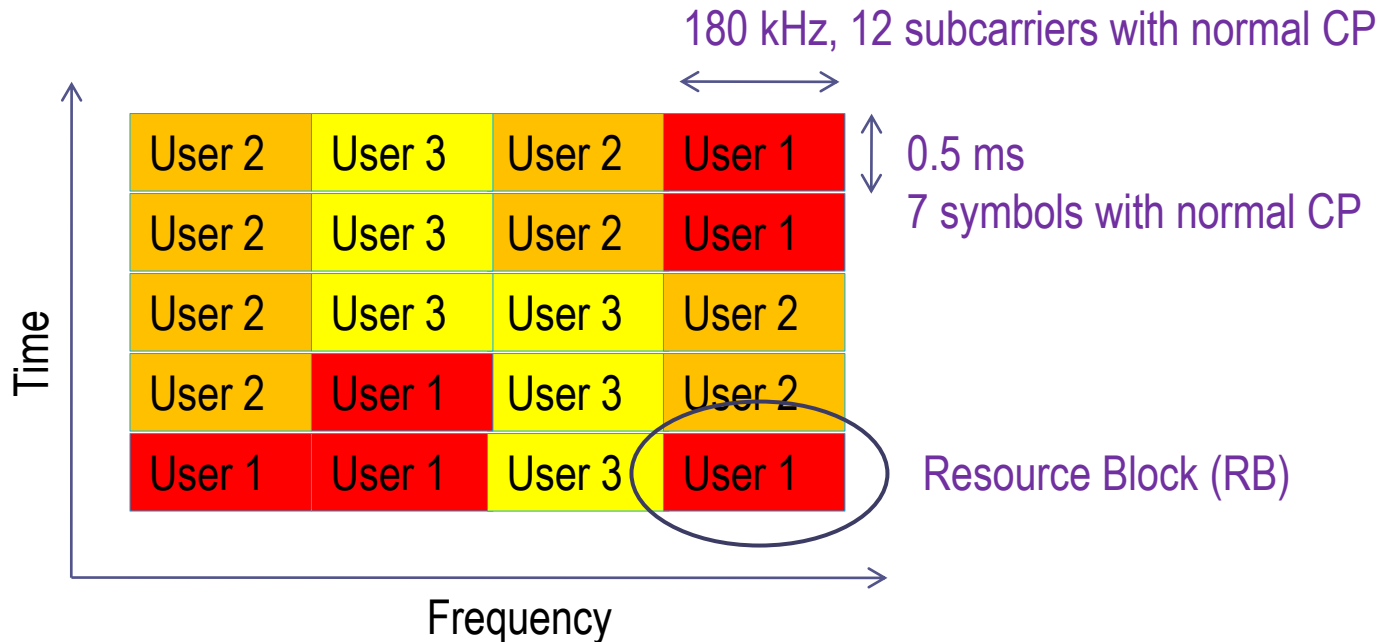 180 kHz, 12 subcarriers with normal CP
User 2 User 3 User 2 User 1
0.5 ms
User 2 User 3 User 2 User 1
7 symbols with normal CP
User 2 User 3 User 3 User 2
Time
User 2 User 1 User 3 User 2
User 1 User 1 User 3 User 1
Resource Block (RB)
Frequency